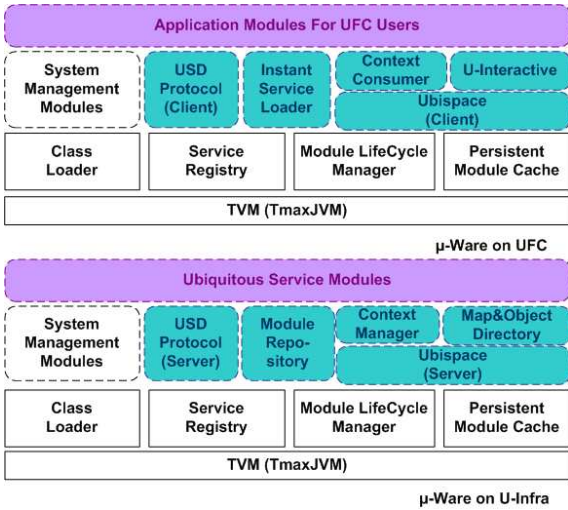 Application Modules For UFC Users
System
Management
Modules
USD
Protocol
(Client)
Instant
Service
Loader
Context
Consumer
U-Interactive
Ubispace
(Client)
Class
Loader
Service
Registry
Module LifeCycle
Manager
Persistent
Module Cache
TVM (TmaxJVM)
µ-Ware on UFC
Ubiquitous Service Modules
System
Management
Modules
USD
Protocol
(Server)
Module
Repo-
sitory
Context
Manager
Map&Object
Directory
Ubispace
(Server)
Class
Loader
Service
Registry
Module LifeCycle
Manager
Persistent
Module Cache
TVM (TmaxJVM)
µ-Ware on U-Infra